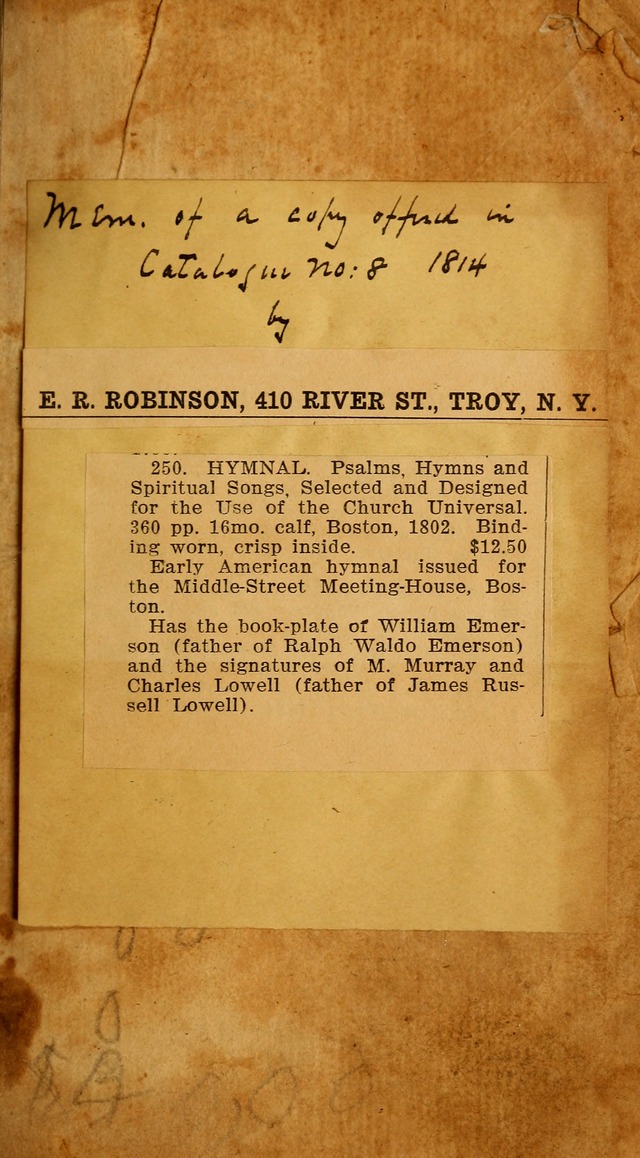 Mem. of a copy offered in
Catalogue No: 8 1814
by
E. R. ROBINSON, 410 RIVER ST., TROY, N. Y.
250. HYMNAL. Psalms, Hymns and
Spiritual Songs, Selected and Designed
for the Use of the Church Universal.
360 pp. 16mo. calf, Boston, 1802. Bind-
ing worn, crisp inside. $12.50
Early American hymnal issued for
the Middle-Street Meeting-House, Bos-
ton.
Has the book-plate of William Emer-
son (father of Ralph Waldo Emerson)
and the signatures of M. Murray and
Charles Lowell (father of James Rus-
sell Lowell).